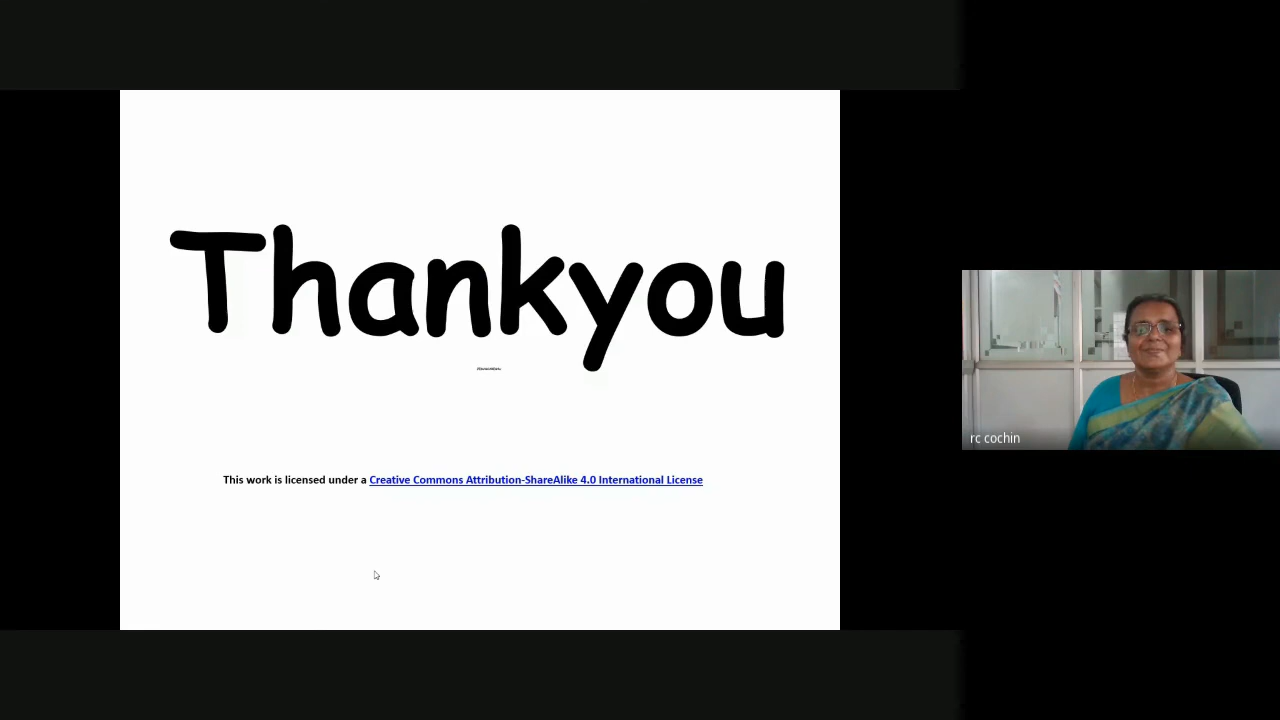 Thankyou
This work is licensed under a Creative Commons Attribution-ShareAlike 4.0 International License
rc cochin